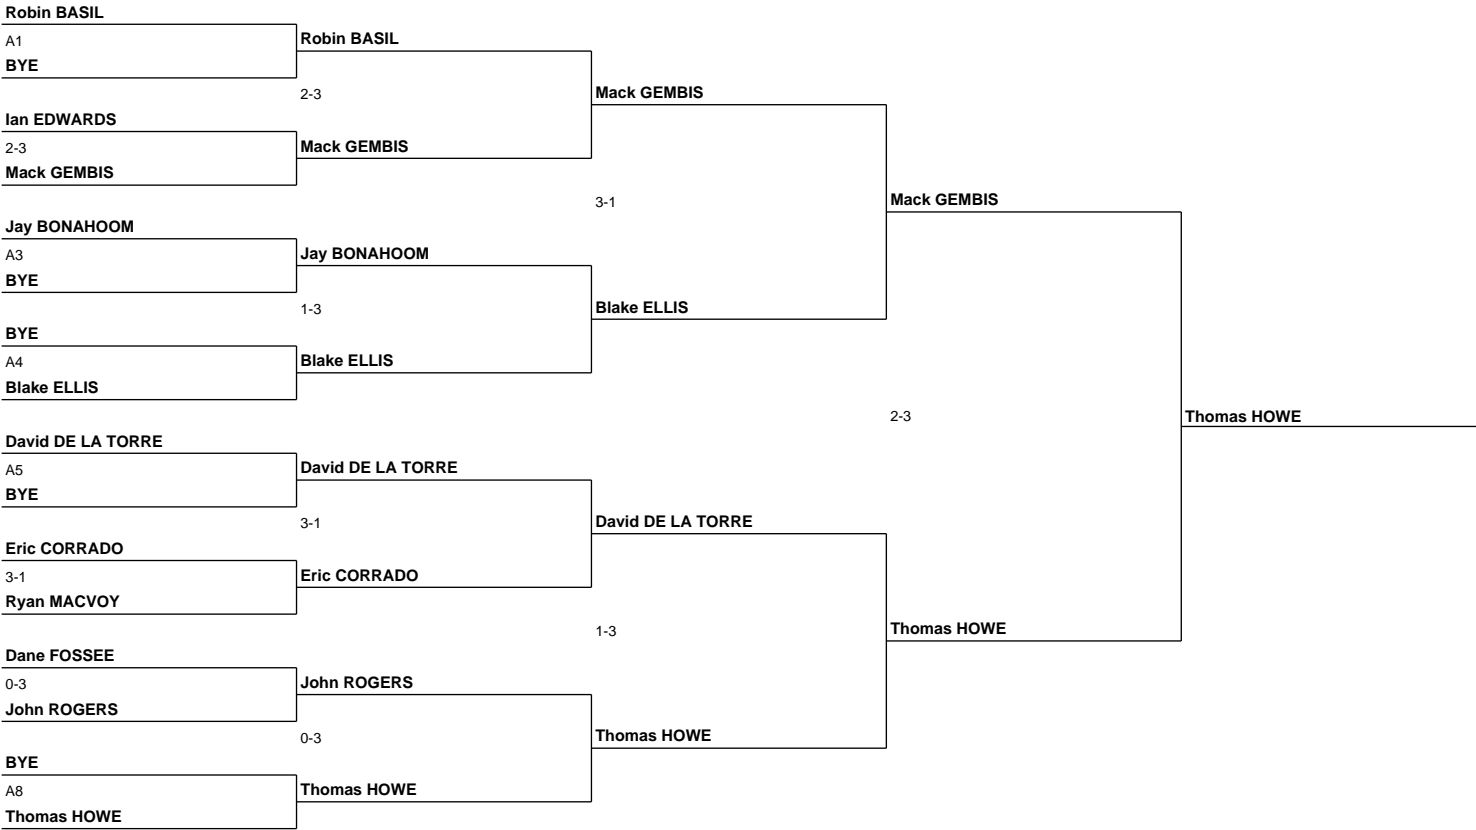 Robin BASIL
A1
BYE
Ian EDWARDS
2-3
Mack GEMBIS
Jay BONAHOOM
A3
BYE
BYE
A4
Blake ELLIS
David DE LA TORRE
A5
BYE
Eric CORRADO
3-1
Ryan MACVOY
Dane FOSSEE
0-3
John ROGERS
BYE
A8
Thomas HOWE
Robin BASIL
2-3
Mack GEMBIS
Jay BONAHOOM
1-3
Blake ELLIS
David DE LA TORRE
3-1
Eric CORRADO
John ROGERS
0-3
Thomas HOWE
Mack GEMBIS
3-1
Blake ELLIS
David DE LA TORRE
1-3
Thomas HOWE
Mack GEMBIS
2-3
Thomas HOWE
Thomas HOWE